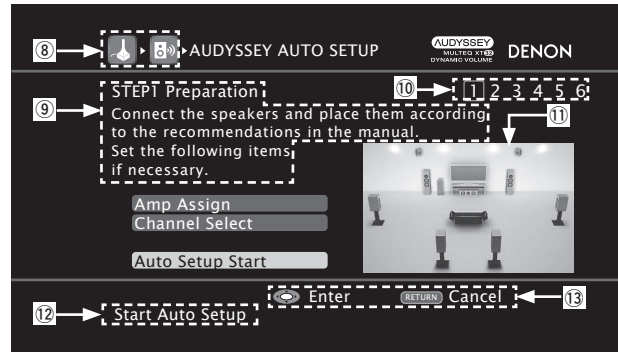 ⑧ AUDYSSEY AUTO SETUP
AUDYSSEY
MULTEQ XT32
DYNAMIC VOLUME
DENON
⑨ STEP1 Preparation
⑩ 1 2 3 4 5 6
Connect the speakers and place them according
to the recommendations in the manual.
Set the following items
if necessary.
⑪
Amp Assign
Channel Select
Auto Setup Start
Enter RETURN Cancel ⑬
⑫ Start Auto Setup